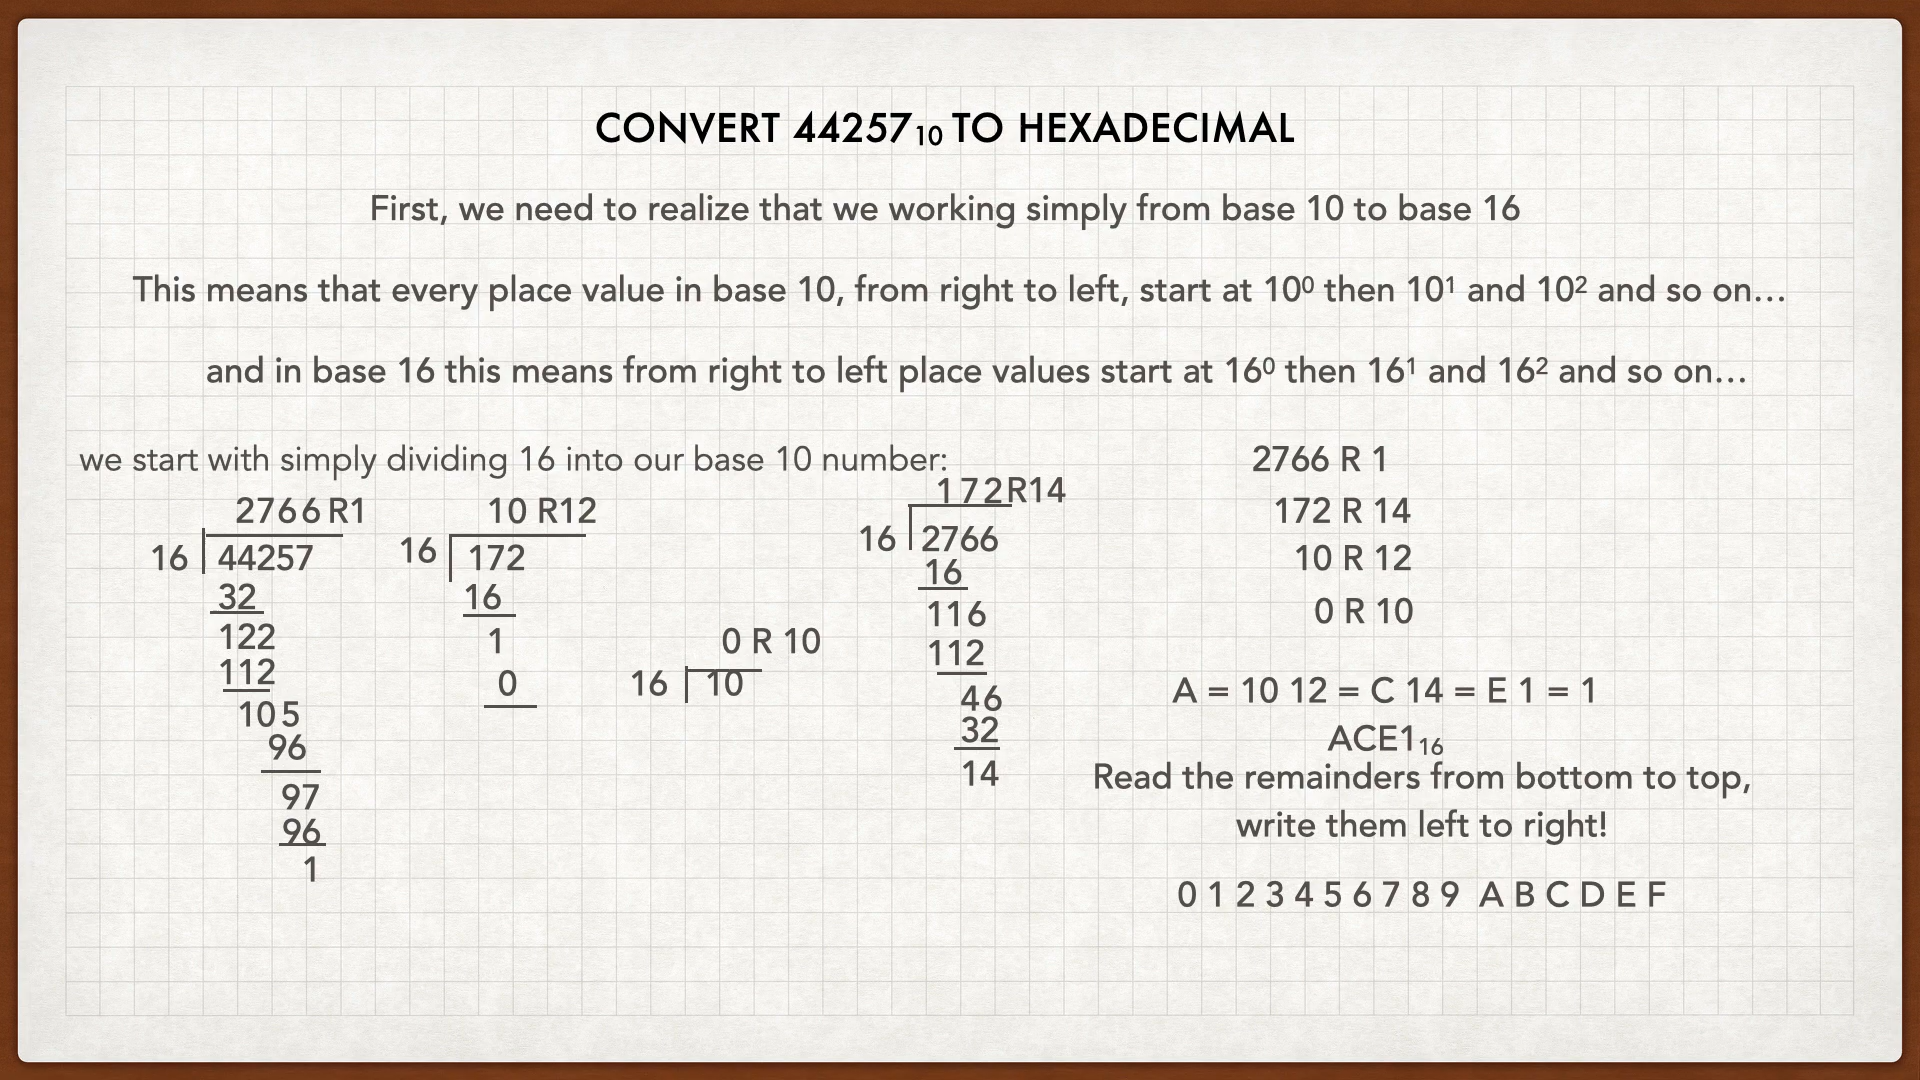 CONVERT 44257₁₀ TO HEXADECIMAL
First, we need to realize that we working simply from base 10 to base 16
This means that every place value in base 10, from right to left, start at 10⁰ then 10¹ and 10² and so on…
and in base 16 this means from right to left place values start at 16⁰ then 16¹ and 16² and so on…
we start with simply dividing 16 into our base 10 number:
2766 R1
16 44257
32
122
112
105
96
97
96
1
10 R12
16 172
16
1
0
0 R 10
16 10
172R14
16 2766
16
116
112
46
32
14
2766 R 1
172 R 14
10 R 12
0 R 10
A = 10 12 = C 14 = E 1 = 1
ACE1₁₆
Read the remainders from bottom to top,
write them left to right!
0 1 2 3 4 5 6 7 8 9 A B C D E F